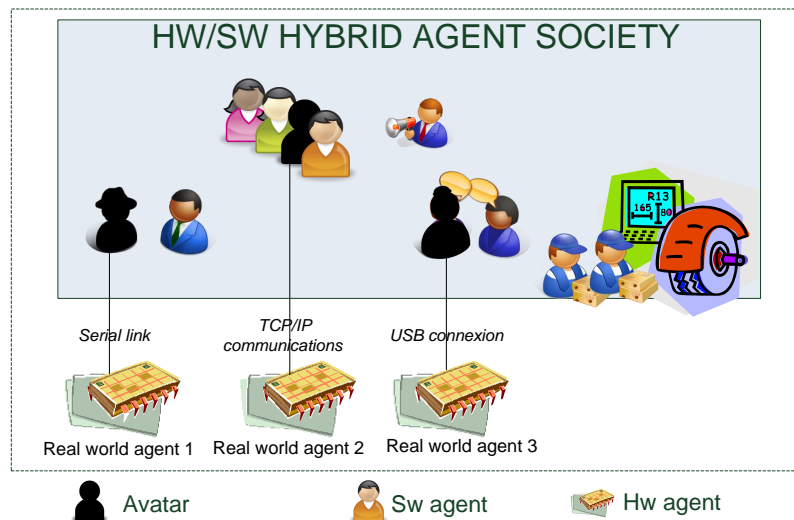 HW/SW HYBRID AGENT SOCIETY
R13
165
80
Serial link
TCP/IP
communications
USB connexion
Real world agent 1
Real world agent 2
Real world agent 3
Avatar
Sw agent
Hw agent